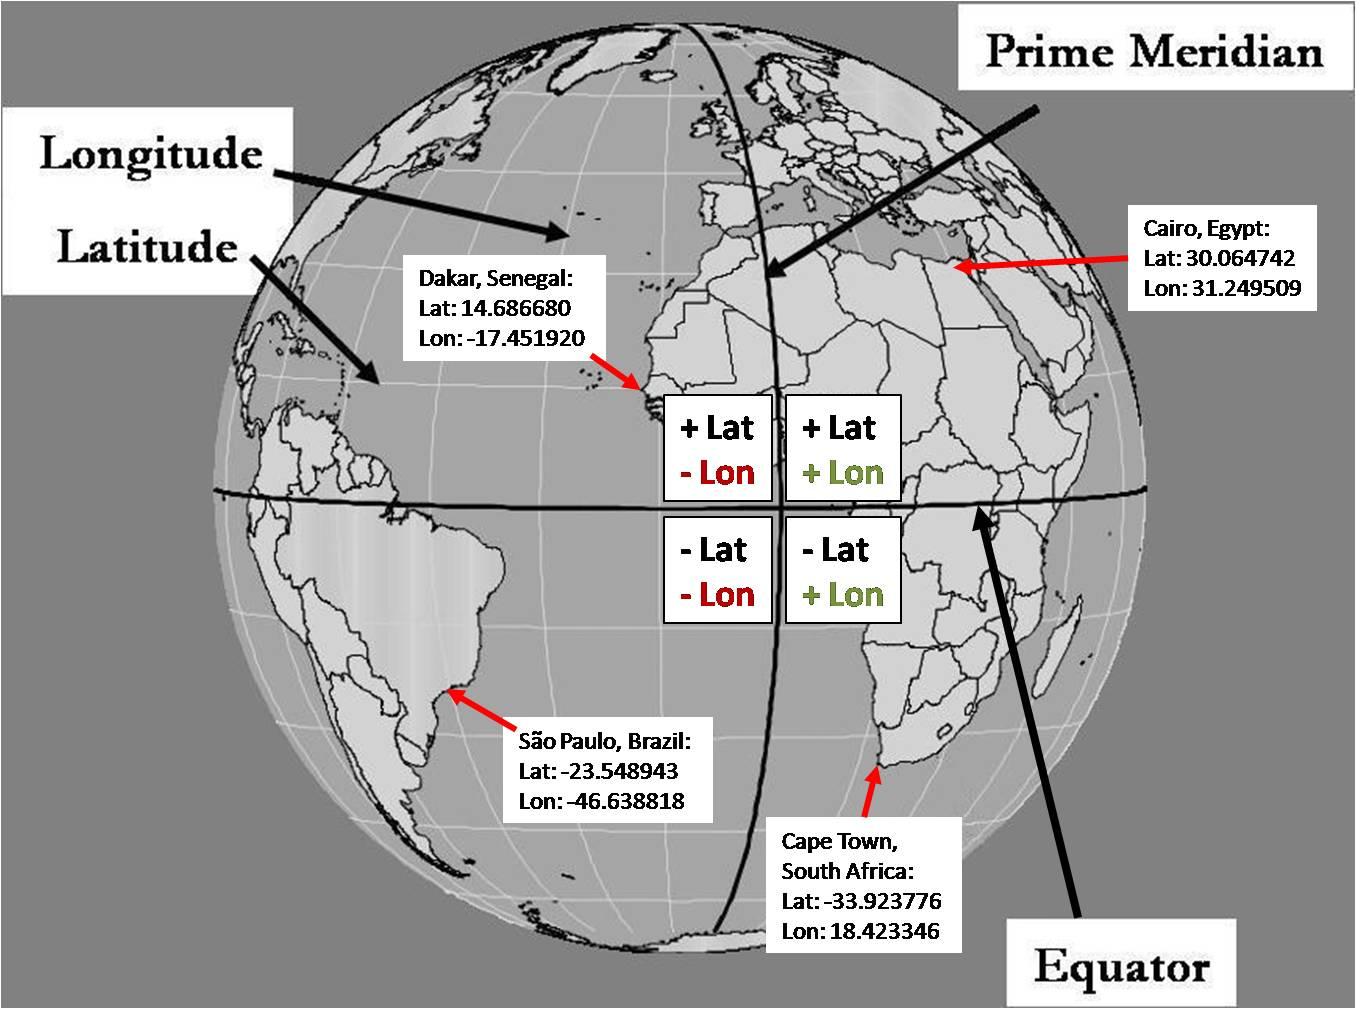 Prime Meridian
Longitude
Latitude
Cairo, Egypt:
Lat: 30.064742
Lon: 31.249509
Dakar, Senegal:
Lat: 14.686680
Lon: -17.451920
+ Lat
- Lon
+ Lat
+ Lon
- Lat
- Lon
- Lat
+ Lon
São Paulo, Brazil:
Lat: -23.548943
Lon: -46.638818
Cape Town,
South Africa:
Lat: -33.923776
Lon: 18.423346
Equator